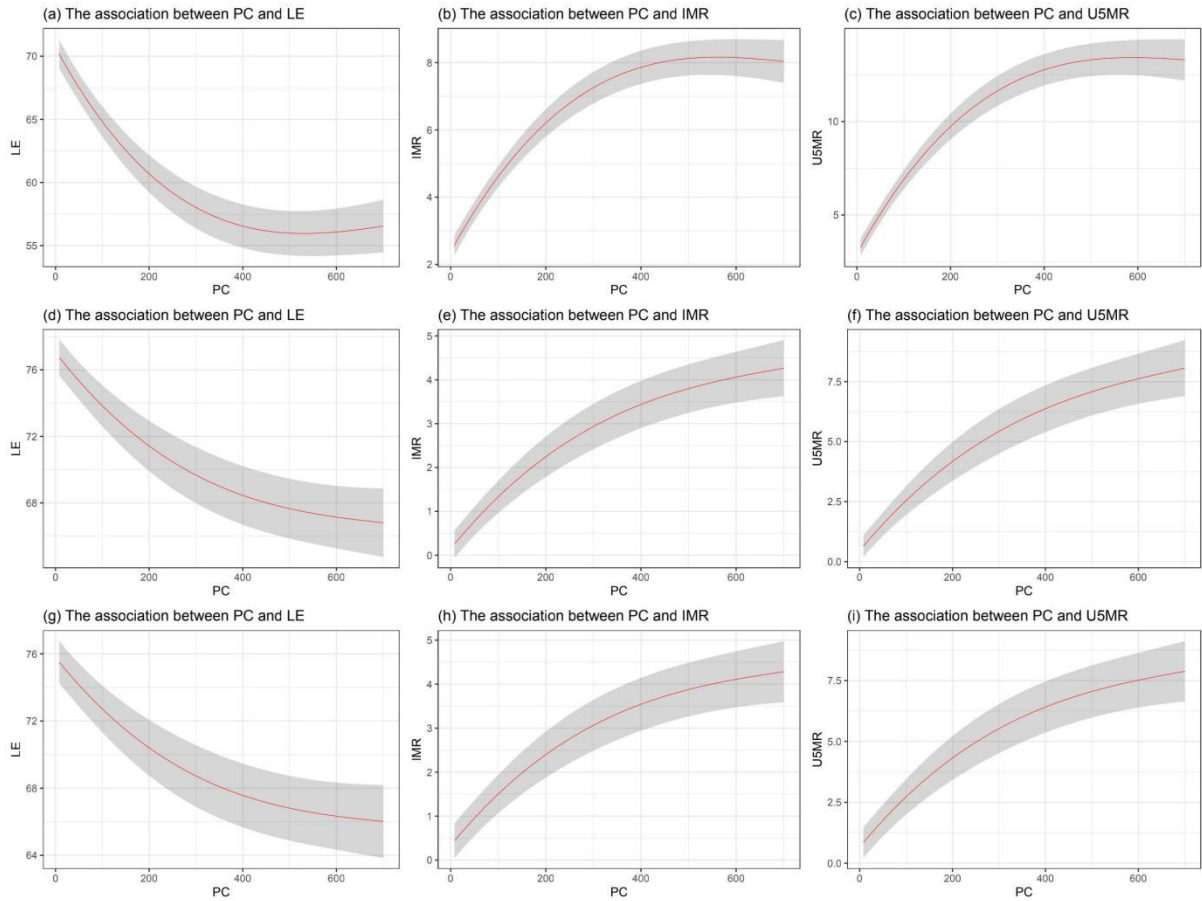 (a) The association between PC and LE
70
65
60
55
LE
0 200 400 600
PC
(b) The association between PC and IMR
8
6
4
2
IMR
0 200 400 600
PC
(c) The association between PC and U5MR
10
5
U5MR
0 200 400 600
PC
(d) The association between PC and LE
76
72
68
LE
0 200 400 600
PC
(e) The association between PC and IMR
5
4
3
2
1
0
IMR
0 200 400 600
PC
(f) The association between PC and U5MR
7.5
5.0
2.5
0.0
U5MR
0 200 400 600
PC
(g) The association between PC and LE
76
72
68
64
LE
0 200 400 600
PC
(h) The association between PC and IMR
5
4
3
2
1
0
IMR
0 200 400 600
PC
(i) The association between PC and U5MR
7.5
5.0
2.5
0.0
U5MR
0 200 400 600
PC